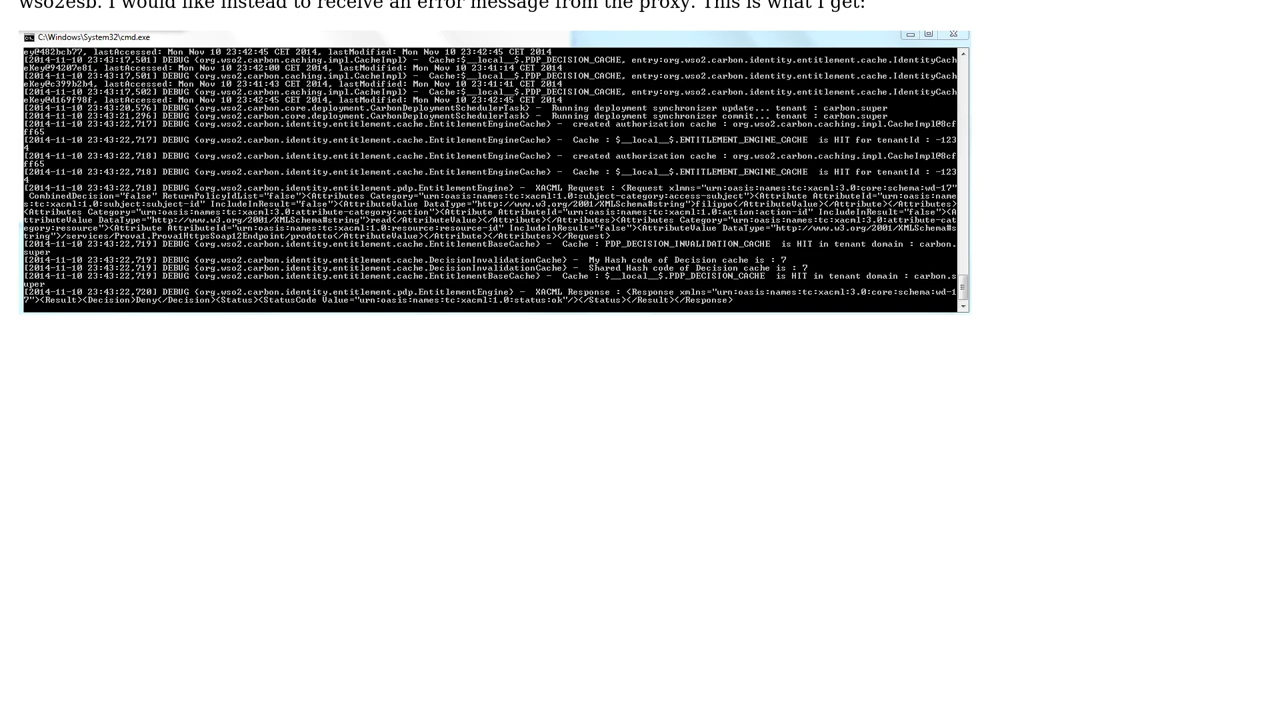 wso2esb. I would like instead to receive an error message from the proxy. This is what I get:
C:\Windows\System32\cmd.exe
ey@482bcb77, lastAccessed: Mon Nov 10 23:42:45 CET 2014, lastModified: Mon Nov 10 23:42:45 CET 2014
[2014-11-10 23:43:17,501] DEBUG {org.wso2.carbon.caching.impl.CacheImpl} -  Cache:$__local__$.PDP_DECISION_CACHE, entry:org.wso2.carbon.identity.entitlement.cache.IdentityCach
eKey@94207e81, lastAccessed: Mon Nov 10 23:42:00 CET 2014, lastModified: Mon Nov 10 23:41:14 CET 2014
[2014-11-10 23:43:17,501] DEBUG {org.wso2.carbon.caching.impl.CacheImpl} -  Cache:$__local__$.PDP_DECISION_CACHE, entry:org.wso2.carbon.identity.entitlement.cache.IdentityCach
eKey@c399b2b4, lastAccessed: Mon Nov 10 23:41:43 CET 2014, lastModified: Mon Nov 10 23:41:41 CET 2014
[2014-11-10 23:43:17,502] DEBUG {org.wso2.carbon.caching.impl.CacheImpl} -  Cache:$__local__$.PDP_DECISION_CACHE, entry:org.wso2.carbon.identity.entitlement.cache.IdentityCach
eKey@d169f98f, lastAccessed: Mon Nov 10 23:42:45 CET 2014, lastModified: Mon Nov 10 23:42:45 CET 2014
[2014-11-10 23:43:20,576] DEBUG {org.wso2.carbon.core.deployment.CarbonDeploymentSchedulerTask} -  Running deployment synchronizer update... tenant : carbon.super
[2014-11-10 23:43:21,296] DEBUG {org.wso2.carbon.core.deployment.CarbonDeploymentSchedulerTask} -  Running deployment synchronizer commit... tenant : carbon.super
[2014-11-10 23:43:22,717] DEBUG {org.wso2.carbon.identity.entitlement.cache.EntitlementEngineCache} -  created authorization cache : org.wso2.carbon.caching.impl.CacheImpl@8cf
ff65
[2014-11-10 23:43:22,717] DEBUG {org.wso2.carbon.identity.entitlement.cache.EntitlementEngineCache} -  Cache : $__local__$.ENTITLEMENT_ENGINE_CACHE  is HIT for tenantId : -123
4
[2014-11-10 23:43:22,718] DEBUG {org.wso2.carbon.identity.entitlement.cache.EntitlementEngineCache} -  created authorization cache : org.wso2.carbon.caching.impl.CacheImpl@8cf
ff65
[2014-11-10 23:43:22,718] DEBUG {org.wso2.carbon.identity.entitlement.cache.EntitlementEngineCache} -  Cache : $__local__$.ENTITLEMENT_ENGINE_CACHE  is HIT for tenantId : -123
4
[2014-11-10 23:43:22,718] DEBUG {org.wso2.carbon.identity.entitlement.pdp.EntitlementEngine} -  XACML Request : <Request xmlns="urn:oasis:names:tc:xacml:3.0:core:schema:wd-17"
 CombinedDecision="false" ReturnPolicyIdList="false"><Attributes Category="urn:oasis:names:tc:xacml:1.0:subject-category:access-subject"><Attribute AttributeId="urn:oasis:name
s:tc:xacml:1.0:subject:subject-id" IncludeInResult="false"><AttributeValue DataType="http://www.w3.org/2001/XMLSchema#string">filippo</AttributeValue></Attribute></Attributes>
<Attributes Category="urn:oasis:names:tc:xacml:3.0:attribute-category:action"><Attribute AttributeId="urn:oasis:names:tc:xacml:1.0:action:action-id" IncludeInResult="false"><A
ttributeValue DataType="http://www.w3.org/2001/XMLSchema#string">read</AttributeValue></Attribute></Attributes><Attributes Category="urn:oasis:names:tc:xacml:3.0:attribute-cat
egory:resource"><Attribute AttributeId="urn:oasis:names:tc:xacml:1.0:resource:resource-id" IncludeInResult="false"><AttributeValue DataType="http://www.w3.org/2001/XMLSchema#s
tring">/services/Prova1.Prova1HttpsSoap12Endpoint/prodotto</AttributeValue></Attribute></Attributes></Request>
[2014-11-10 23:43:22,719] DEBUG {org.wso2.carbon.identity.entitlement.cache.EntitlementBaseCache} -  Cache : PDP_DECISION_INVALIDATION_CACHE  is HIT in tenant domain : carbon.
super
[2014-11-10 23:43:22,719] DEBUG {org.wso2.carbon.identity.entitlement.cache.DecisionInvalidationCache} -  My Hash code of Decision cache is : 7
[2014-11-10 23:43:22,719] DEBUG {org.wso2.carbon.identity.entitlement.cache.DecisionInvalidationCache} -  Shared Hash code of Decision cache is : 7
[2014-11-10 23:43:22,719] DEBUG {org.wso2.carbon.identity.entitlement.cache.EntitlementBaseCache} -  Cache : $__local__$.PDP_DECISION_CACHE  is HIT in tenant domain : carbon.s
uper
[2014-11-10 23:43:22,720] DEBUG {org.wso2.carbon.identity.entitlement.pdp.EntitlementEngine} -  XACML Response : <Response xmlns="urn:oasis:names:tc:xacml:3.0:core:schema:wd-1
7"><Result><Decision>Deny</Decision><Status><StatusCode Value="urn:oasis:names:tc:xacml:1.0:status:ok"/></Status></Result></Response>